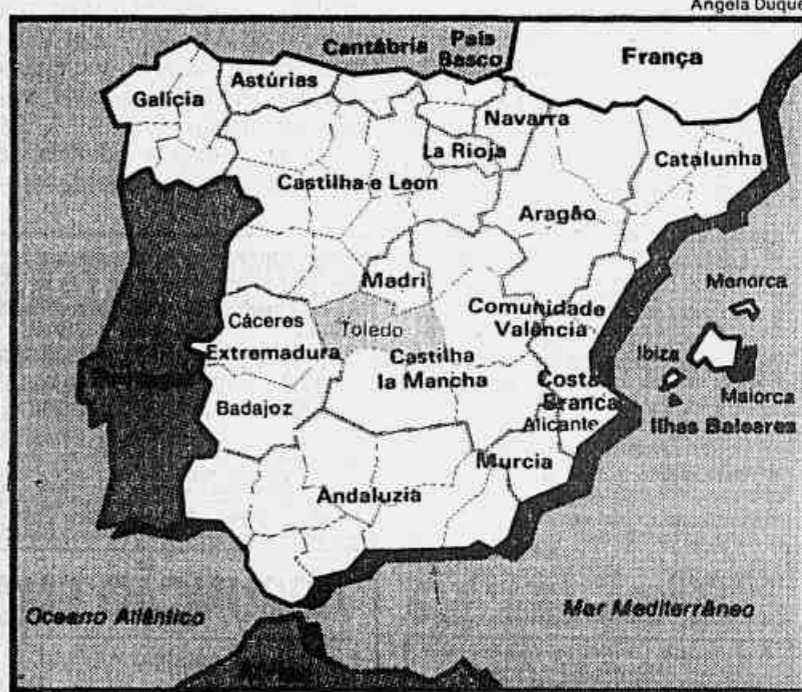 Angela Duque
Cantábria
País
Basco
França
Galícia
Astúrias
Navarra
La Rioja
Catalunha
Castilha e Leon
Aragão
Madri
Menorca
Cáceres
Toledo
Comunidade
Valência
Extremadura
Castilha
la Mancha
Ibiza
Costa
Branca
Maiorca
Badajoz
Alicante
Ilhas Baleares
Murcia
Andaluzia
Oceano Atlântico
Mar Mediterrâneo